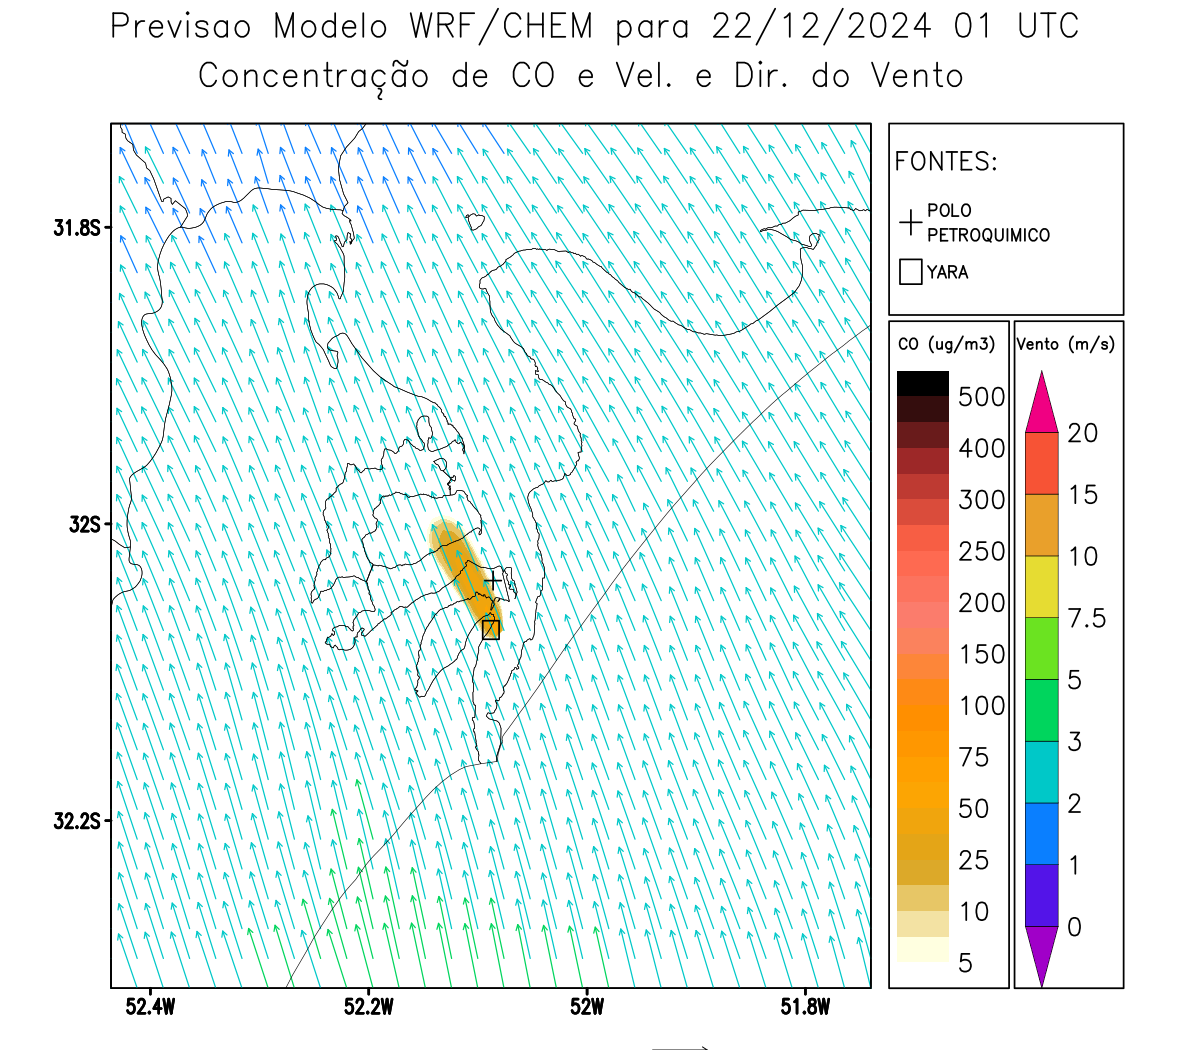 Previsao Modelo WRF/CHEM para 22/12/2024 01 UTC
Concentração de CO e Vel. e Dir. do Vento
FONTES:
POLO
PETROQUIMICO
YARA
CO (ug/m3)
500
400
300
250
200
150
100
75
50
25
10
5
Vento (m/s)
20
15
10
7.5
5
3
2
1
0
31.8S
32S
32.2S
52.4W
52.2W
52W
51.8W